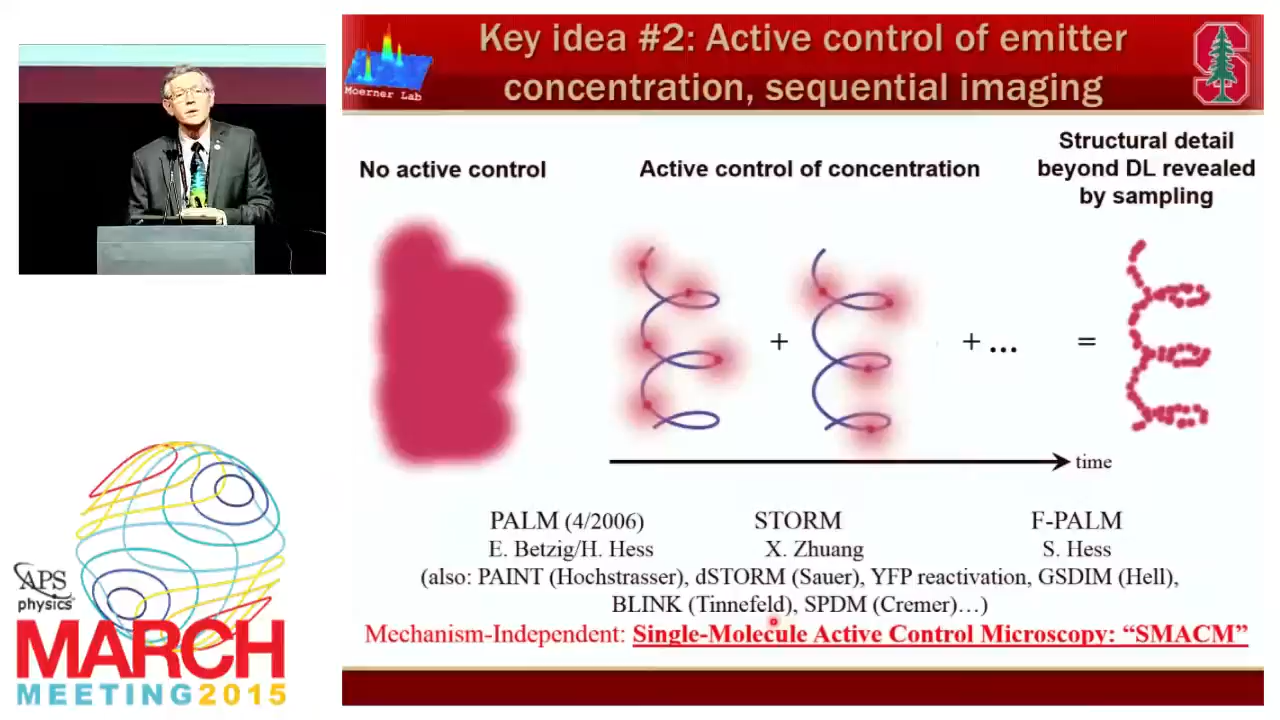 Key idea #2: Active control of emitter
concentration, sequential imaging
Moerner Lab
S
No active control
Active control of concentration
Structural detail
beyond DL revealed
by sampling
+
+ ...
=
time
PALM (4/2006)
STORM
F-PALM
E. Betzig/H. Hess
X. Zhuang
S. Hess
(also: PAINT (Hochstrasser), dSTORM (Sauer), YFP reactivation, GSDIM (Hell),
BLINK (Tinnefeld), SPDM (Cremer)…)
Mechanism-Independent: Single-Molecule Active Control Microscopy: “SMACM”
APS
physics
MARCH
MEETING2015